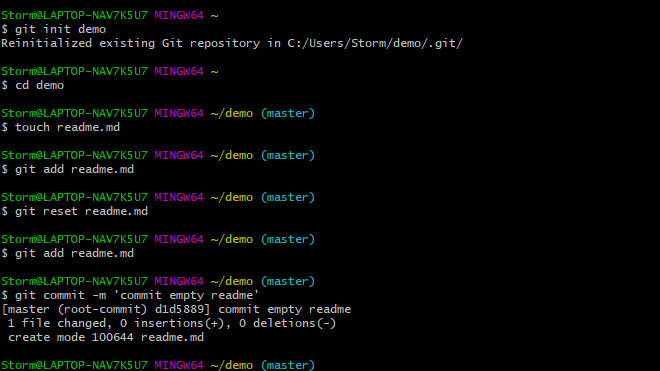 Storm@LAPTOP-NAV7K5U7 MINGW64 ~
$ git init demo
Reinitialized existing Git repository in C:/Users/Storm/demo/.git/
Storm@LAPTOP-NAV7K5U7 MINGW64 ~
$ cd demo
Storm@LAPTOP-NAV7K5U7 MINGW64 ~/demo (master)
$ touch readme.md
Storm@LAPTOP-NAV7K5U7 MINGW64 ~/demo (master)
$ git add readme.md
Storm@LAPTOP-NAV7K5U7 MINGW64 ~/demo (master)
$ git reset readme.md
Storm@LAPTOP-NAV7K5U7 MINGW64 ~/demo (master)
$ git add readme.md
Storm@LAPTOP-NAV7K5U7 MINGW64 ~/demo (master)
$ git commit -m 'commit empty readme'
[master (root-commit) d1d5889] commit empty readme
 1 file changed, 0 insertions(+), 0 deletions(-)
 create mode 100644 readme.md
Storm@LAPTOP-NAV7K5U7 MINGW64 ~/demo (master)